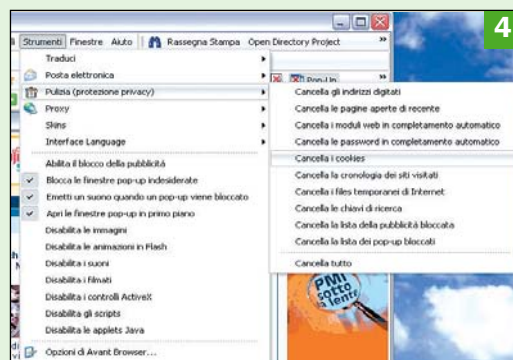 4
Strumenti Finestre Aiuto Rassegna Stampa Open Directory Project »
Traduci
Posta elettronica
Pulizia (protezione privacy)
Proxy
Skins
Interface Language
Abilita il blocco della pubblicità
Blocca le finestre pop-up indesiderate
Emetti un suono quando un pop-up viene bloccato
Apri le finestre pop-up in primo piano
Disabilita le immagini
Disabilita le animazioni in Flash
Disabilita i suoni
Disabilita i filmati
Disabilita i controlli ActiveX
Disabilita gli scripts
Disabilita le applets Java
Opzioni di Avant Browser...
Pop-Up »
Cancella gli indirizzi digitati
Cancella le pagine aperte di recente
Cancella i moduli web in completamento automatico
Cancella le password in completamento automatico
Cancella i cookies
Cancella la cronologia dei siti visitati
Cancella i files temporanei di Internet
Cancella le chiavi di ricerca
Cancella la lista della pubblicità bloccata
Cancella la lista dei pop-up bloccati
Cancella tutto
PMI
sotto
la lente